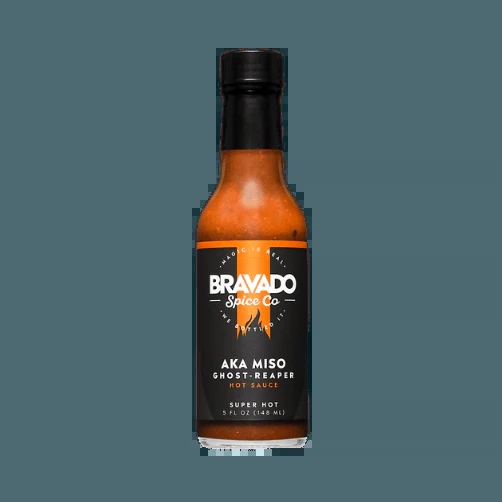 ·MAGIC IS REAL·
BRAVADO
Spice Co
·WE BOTTLED IT·
AKA MISO
GHOST-REAPER
HOT SAUCE
SUPER HOT
5 FL OZ (148 ML)